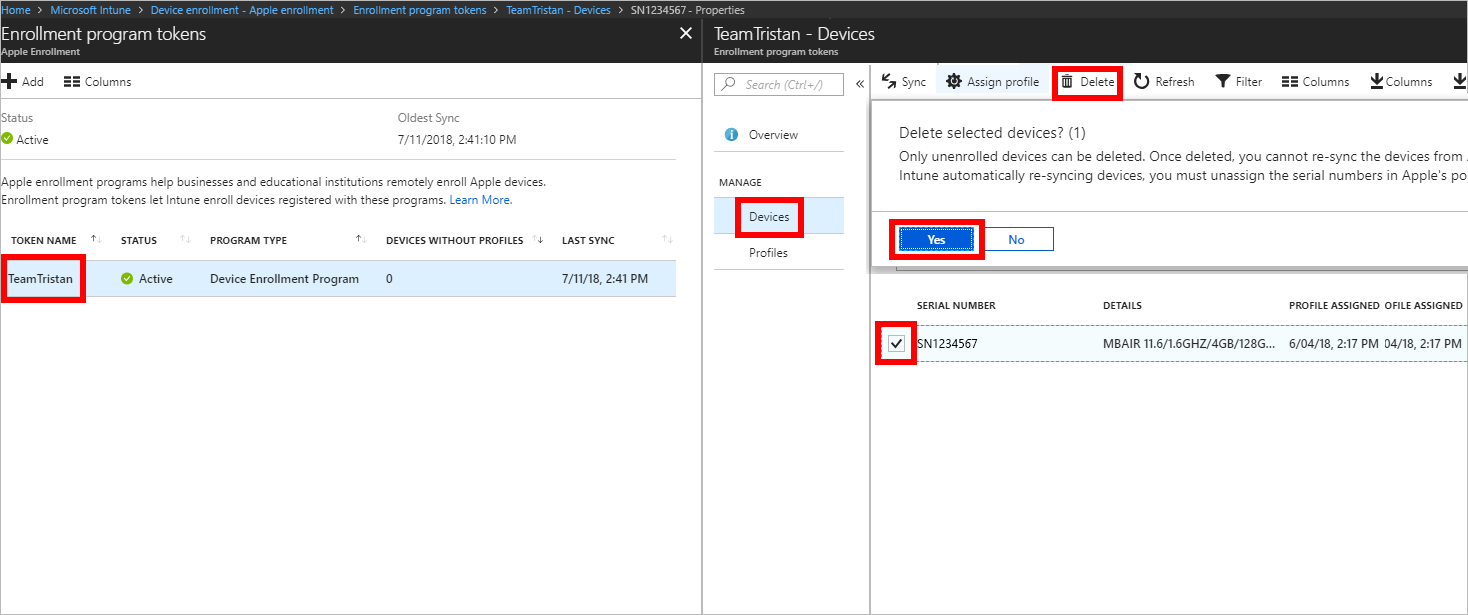 Home > Microsoft Intune > Device enrollment - Apple enrollment > Enrollment program tokens > TeamTristan - Devices > SN1234567 - Properties
Enrollment program tokens
Apple Enrollment
Add Columns
Status Oldest Sync
Active 7/11/2018, 2:41:10 PM
Apple enrollment programs help businesses and educational institutions remotely enroll Apple devices.
Enrollment program tokens let Intune enroll devices registered with these programs. Learn More.
TOKEN NAME STATUS PROGRAM TYPE DEVICES WITHOUT PROFILES LAST SYNC
TeamTristan Active Device Enrollment Program 0 7/11/18, 2:41 PM
TeamTristan - Devices
Enrollment program tokens
Search (Ctrl+/)
Overview
MANAGE
Devices
Profiles
Sync Assign profile Delete Refresh Filter Columns Columns
Delete selected devices? (1)
Only unenrolled devices can be deleted. Once deleted, you cannot re-sync the devices from
Intune automatically re-syncing devices, you must unassign the serial numbers in Apple's po
Yes No
SERIAL NUMBER DETAILS PROFILE ASSIGNED OFILE ASSIGNED
SN1234567 MBAIR 11.6/1.6GHZ/4GB/128G... 6/04/18, 2:17 PM 04/18, 2:17 PM